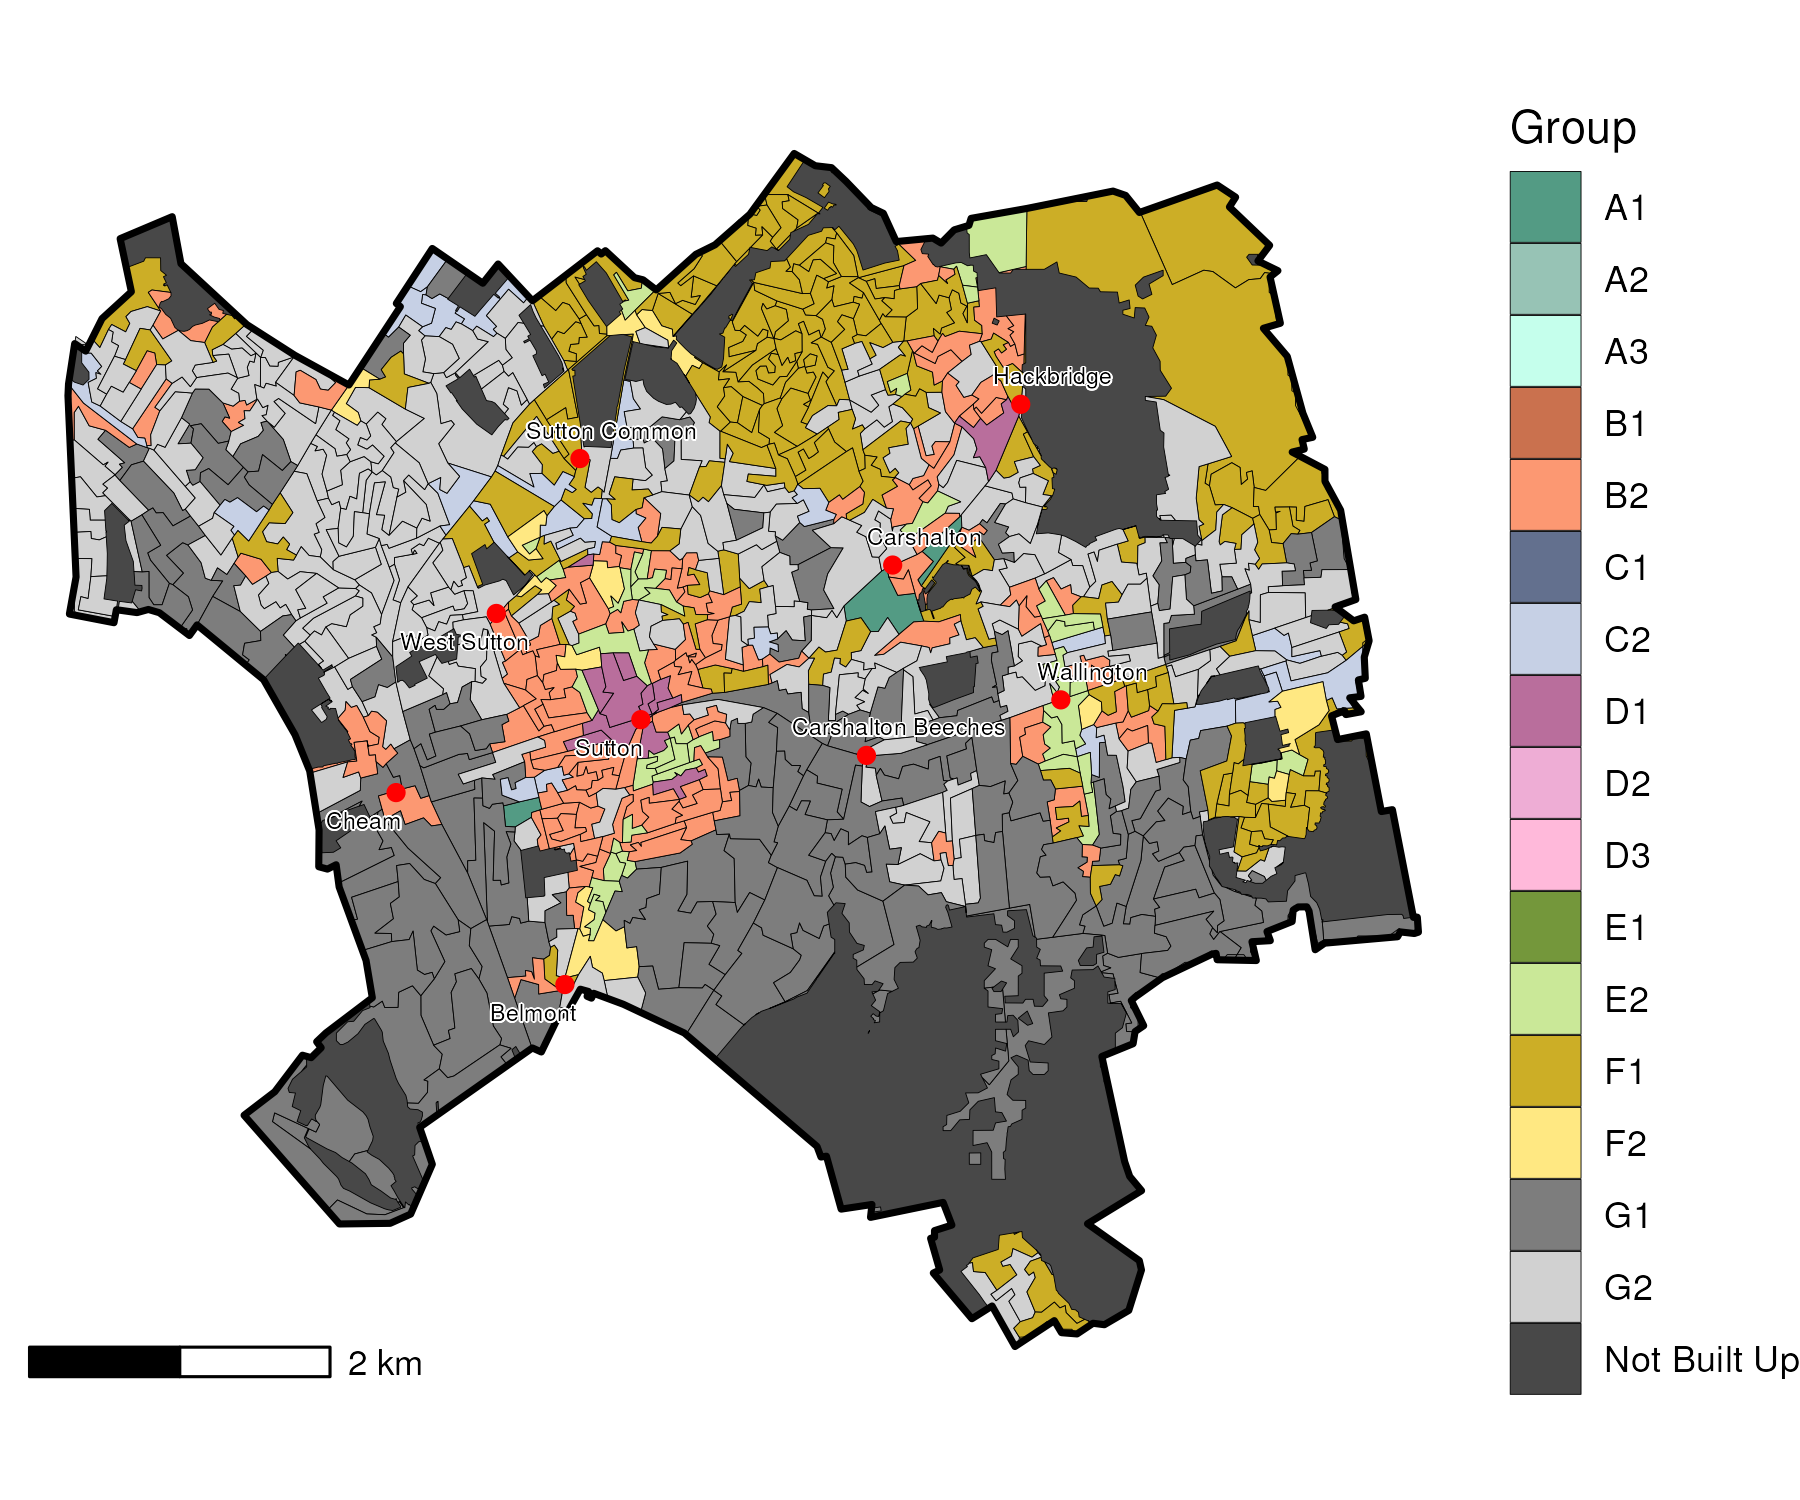 Group
A1
A2
A3
B1
B2
C1
C2
D1
D2
D3
E1
E2
F1
F2
G1
G2
Not Built Up
Hackbridge
Sutton Common
Carshalton
West Sutton
Wallington
Carshalton Beeches
Sutton
Cheam
Belmont
2 km